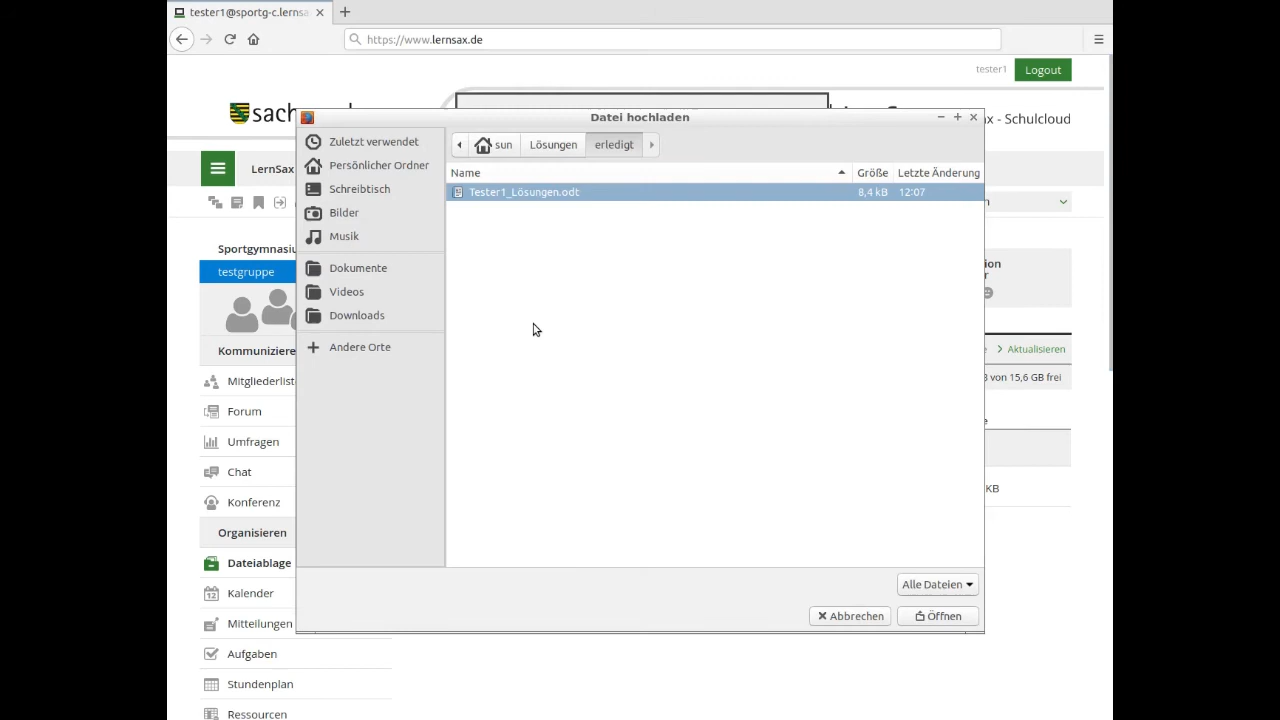 tester1@sportg-c.lernsa
https://www.lernsax.de
tester1
Logout
sach
ax - Schulcloud
LernSax
Datei hochladen
Zuletzt verwendet
Persönlicher Ordner
Schreibtisch
Bilder
Musik
Dokumente
Videos
Downloads
Andere Orte
sun
Lösungen
erledigt
Name
Größe
Letzte Änderung
Tester1_Lösungen.odt
8,4 kB
12:07
Alle Dateien
Abbrechen
Öffnen
Sportgymnasiu
testgruppe
Kommuniziere
Mitgliederlist
Forum
Umfragen
Chat
Konferenz
Organisieren
Dateiablage
Kalender
12
Mitteilungen
Aufgaben
Stundenplan
Ressourcen
n
ion
r
e
Aktualisieren
B von 15,6 GB frei
e
KB